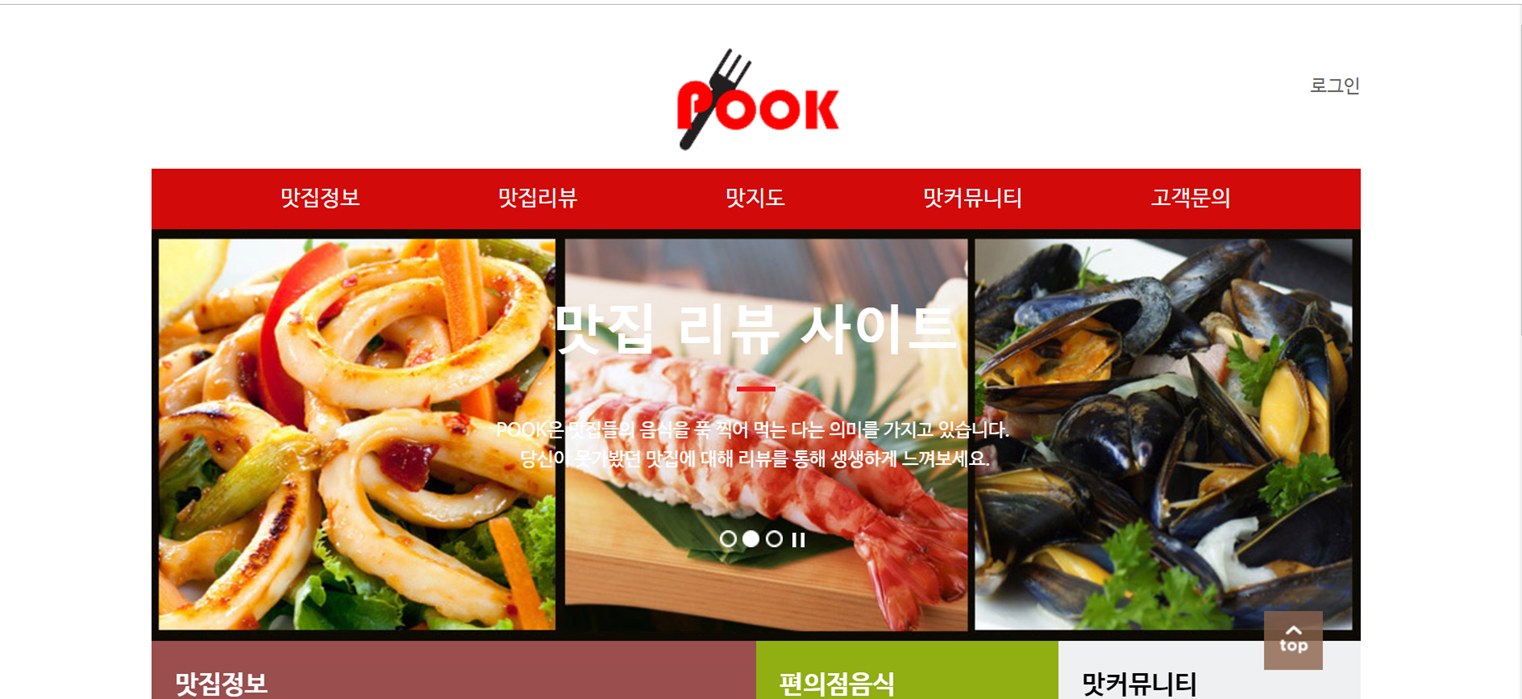 POOK
로그인
맛집정보 맛집리뷰 맛지도 맛커뮤니티 고객문의
맛집 리뷰 사이트
POOK은 맛집들의 음식을 푹 찍어 먹는 다는 의미를 가지고 있습니다.
당신이 못가봤던 맛집에 대해 리뷰를 통해 생생하게 느껴보세요.
top
맛집정보 편의점음식 맛커뮤니티